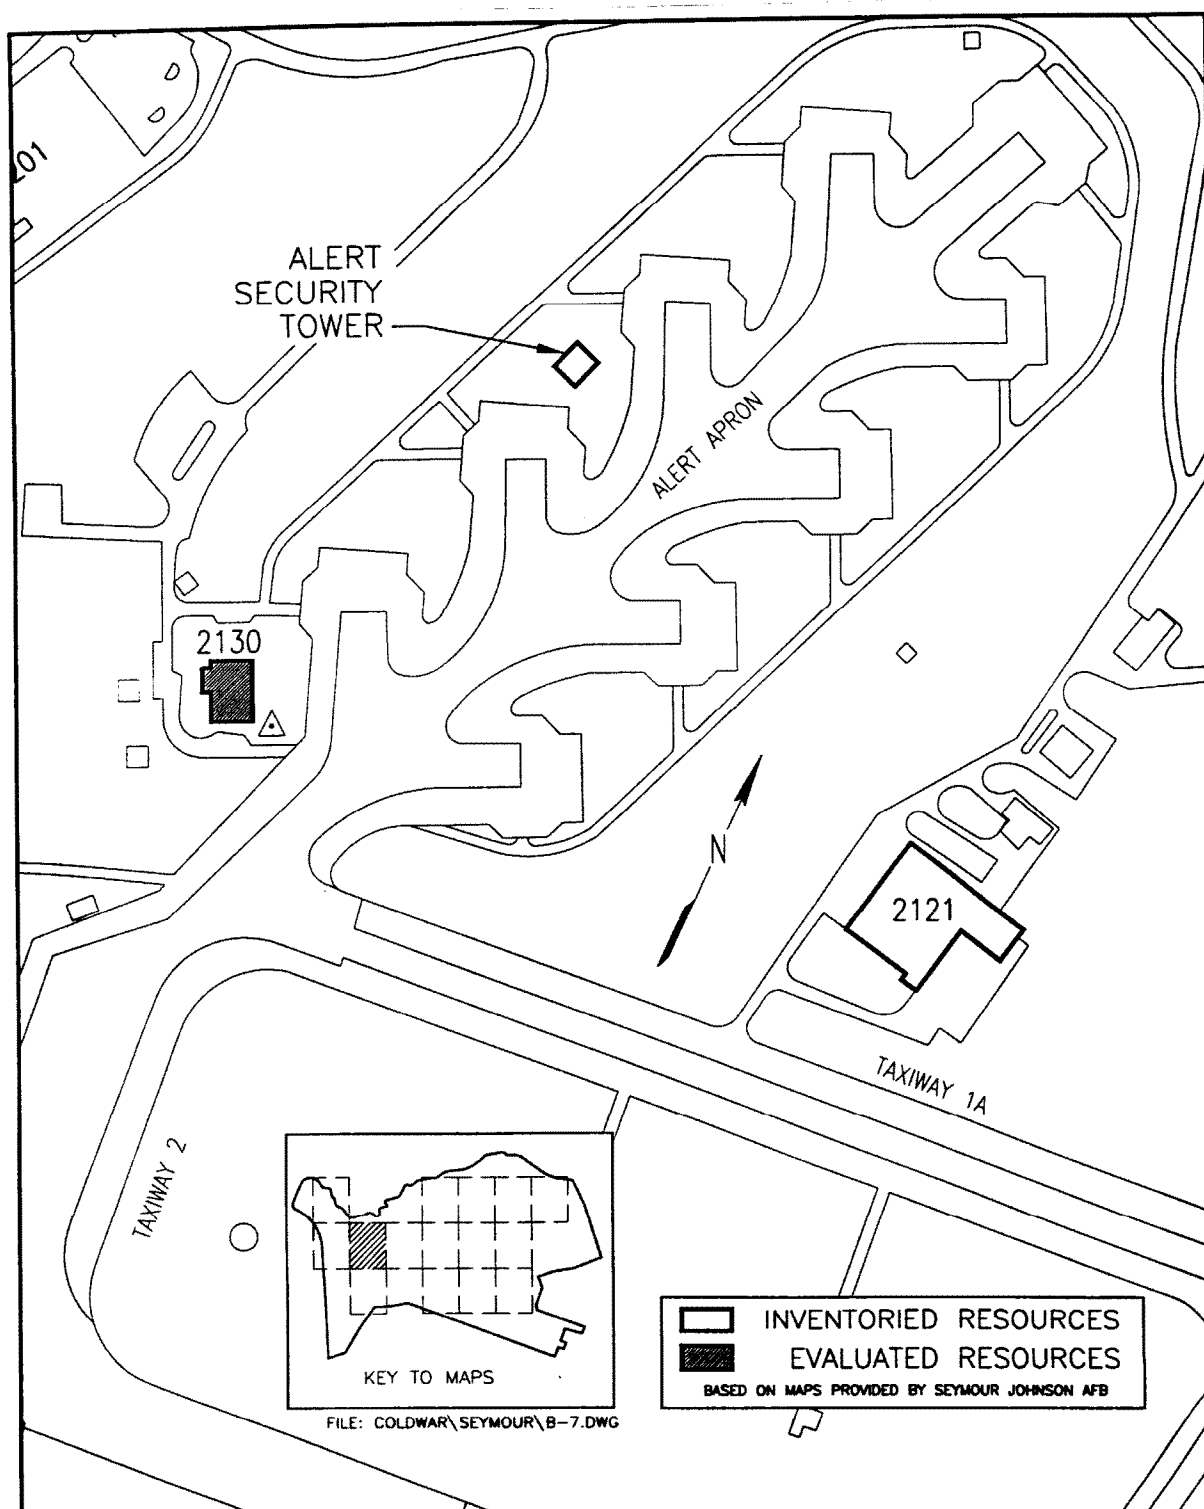 201
ALERT
SECURITY
TOWER
ALERT APRON
2130
N
2121
TAXIWAY 1A
TAXIWAY 2
KEY TO MAPS
FILE: COLDWAR\SEYMOUR\B-7.DWG
INVENTORIED RESOURCES
EVALUATED RESOURCES
BASED ON MAPS PROVIDED BY SEYMOUR JOHNSON AFB